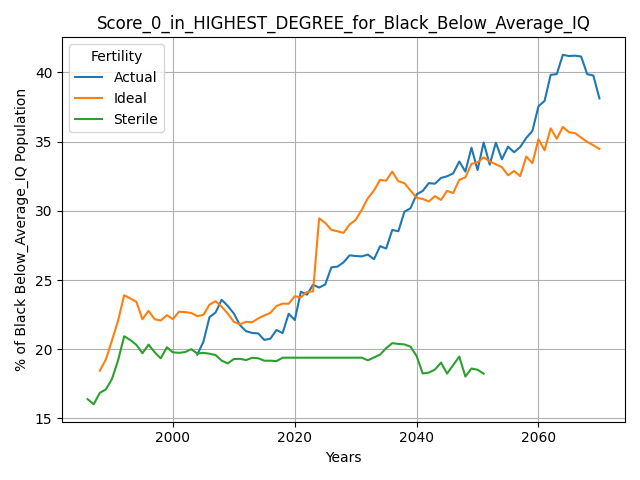 Score_0_in_HIGHEST_DEGREE_for_Black_Below_Average_IQ
Fertility
Actual
Ideal
Sterile
% of Black Below_Average_IQ Population
40
35
30
25
20
15
2000
2020
2040
2060
Years